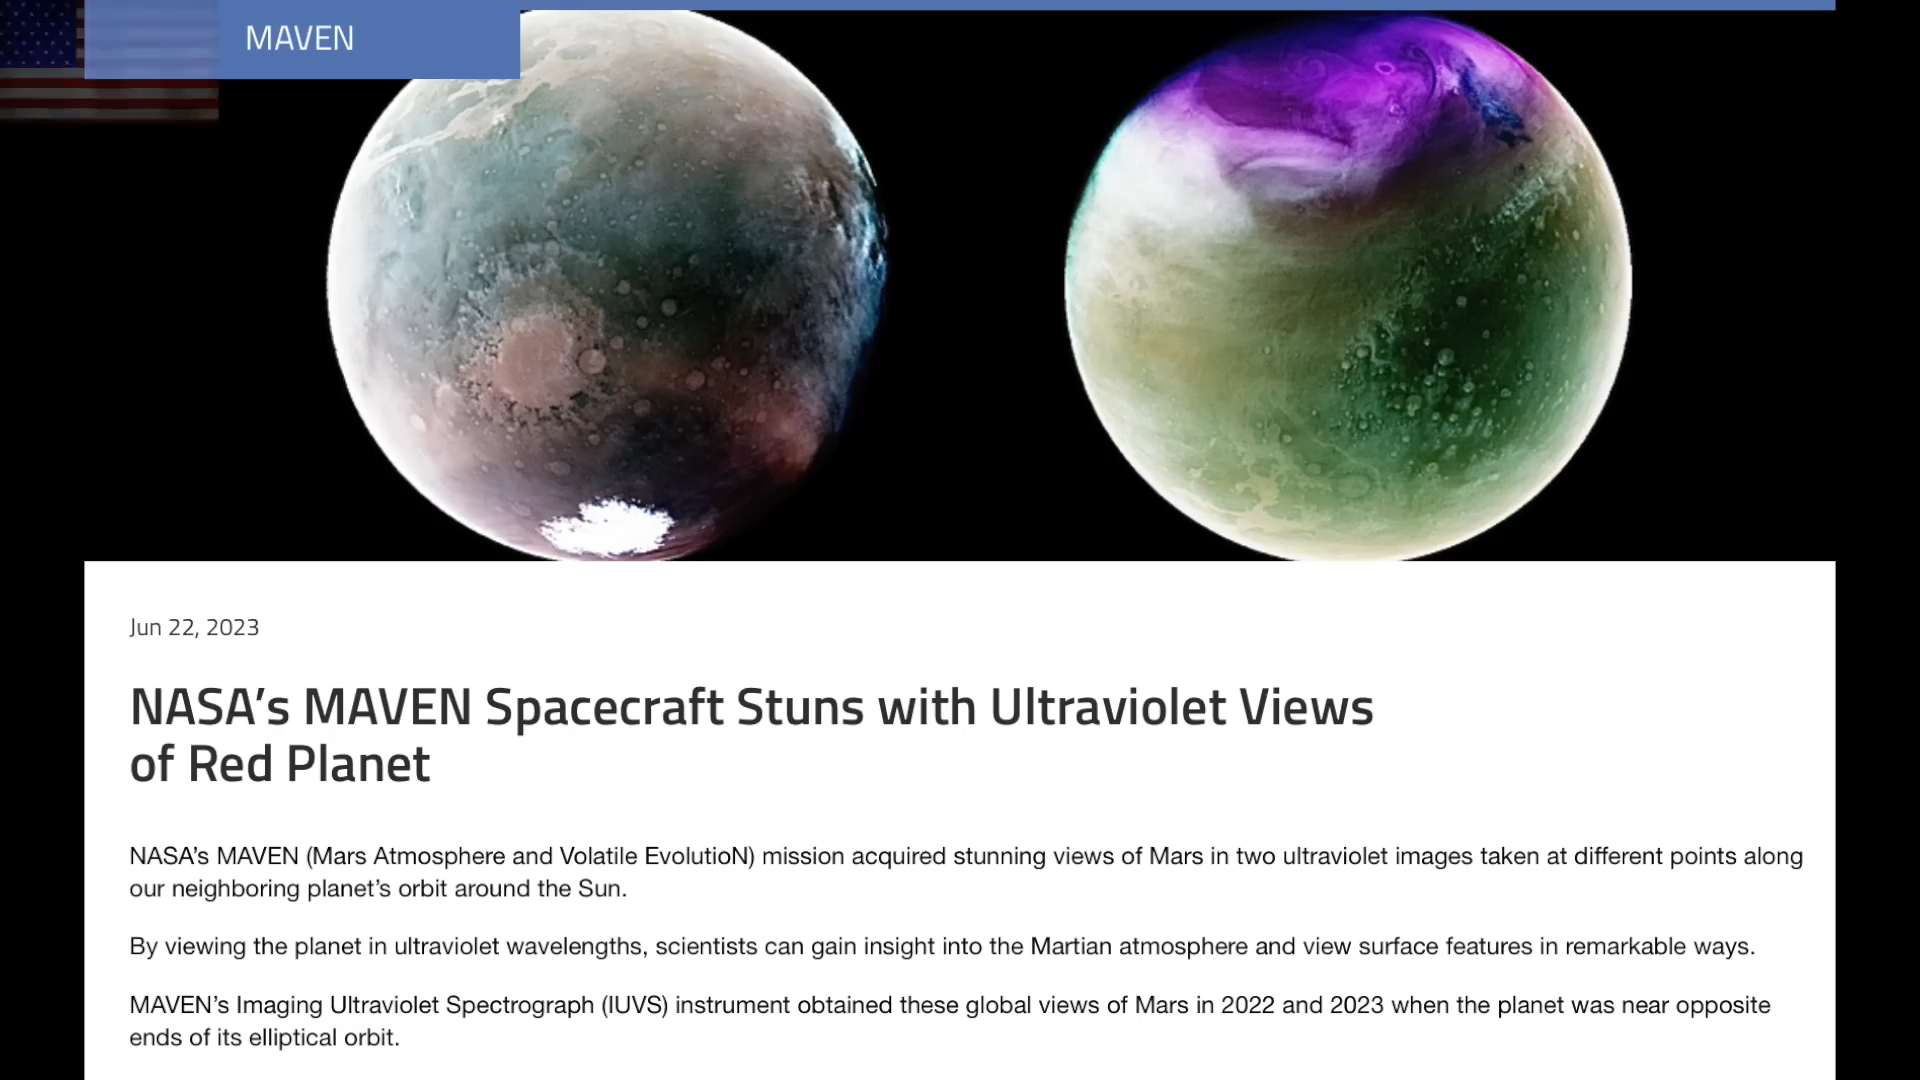 MAVEN
Jun 22, 2023
NASA’s MAVEN Spacecraft Stuns with Ultraviolet Views
of Red Planet
NASA’s MAVEN (Mars Atmosphere and Volatile EvolutioN) mission acquired stunning views of Mars in two ultraviolet images taken at different points along
our neighboring planet’s orbit around the Sun.
By viewing the planet in ultraviolet wavelengths, scientists can gain insight into the Martian atmosphere and view surface features in remarkable ways.
MAVEN’s Imaging Ultraviolet Spectrograph (IUVS) instrument obtained these global views of Mars in 2022 and 2023 when the planet was near opposite
ends of its elliptical orbit.